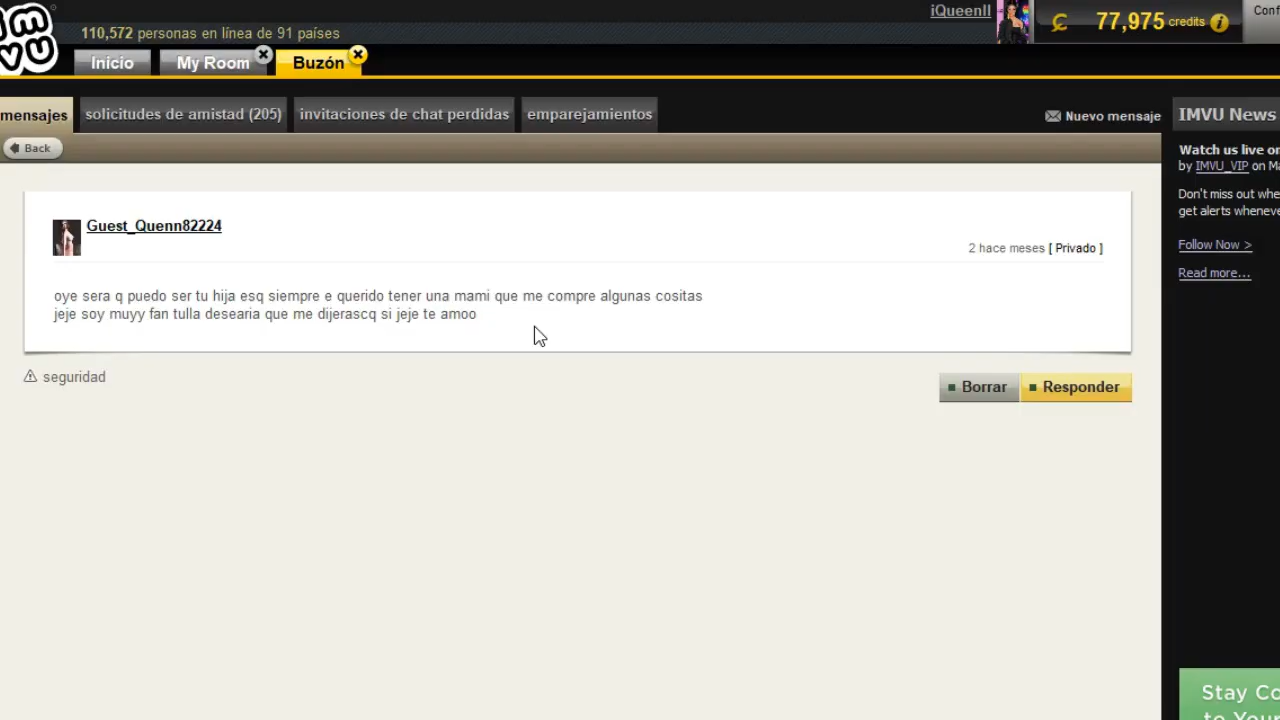 imvu
iQueenII
77,975 credits
Conf
110,572 personas en línea de 91 países
Inicio
My Room
Buzón
mensajes
solicitudes de amistad (205)
invitaciones de chat perdidas
emparejamientos
Nuevo mensaje
IMVU News
Back
Watch us live on
by IMVU_VIP on Ma
Guest_Quenn82224
Don't miss out whe
get alerts wheneve
2 hace meses [ Privado ]
Follow Now >
Read more...
oye sera q puedo ser tu hija esq siempre e querido tener una mami que me compre algunas cositas
jeje soy muyy fan tulla desearia que me dijerascq si jeje te amoo
seguridad
Borrar
Responder
Stay Co
to Your